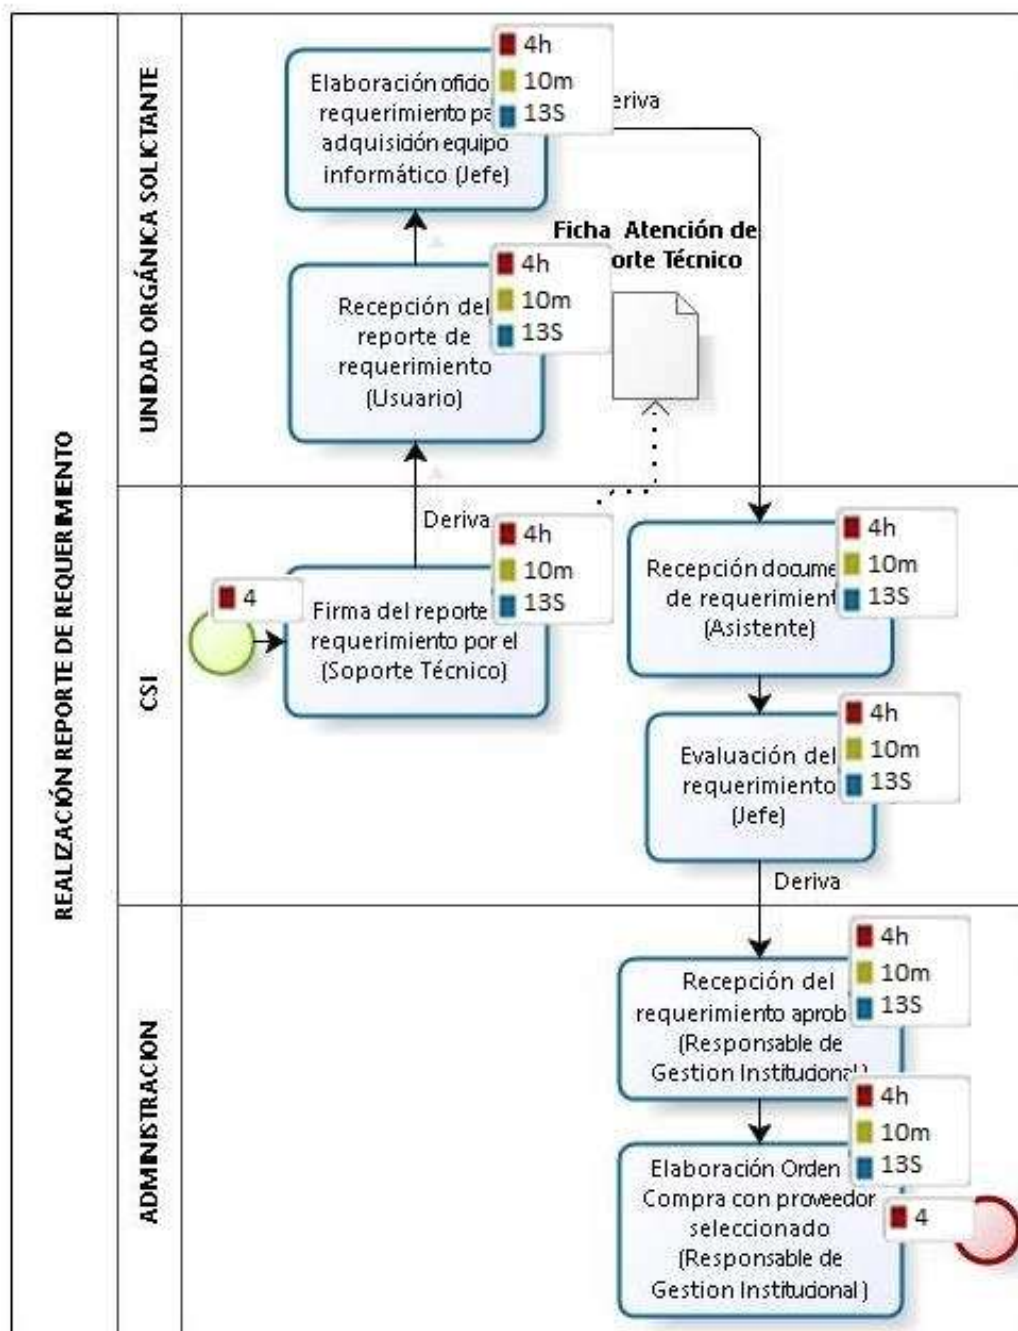 REALIZACIÓN REPORTE DE REQUERIMIENTO
UNIDAD ORGÁNICA SOLICTANTE
4h
10m
13S
Elaboración oficio
requerimiento pa
adquisición equipo
informático (Jefe)
eriva
Ficha Atención de
orte Técnico
4h
10m
13S
Recepción del
reporte de
requerimiento
(Usuario)
CSI
Deriva
4h
10m
13S
4
Firma del reporte
requerimiento por el
(Soporte Técnico)
4h
10m
13S
Recepción docume
de requerimient
(Asistente)
4h
10m
13S
Evaluación del
requerimiento
(Jefe)
Deriva
ADMINISTRACION
4h
10m
13S
Recepción del
requerimiento aprob
(Responsable de
Gestion Institucional)
4h
10m
13S
Elaboración Orden
Compra con proveedor
seleccionado
(Responsable de
Gestion Institucional)
4